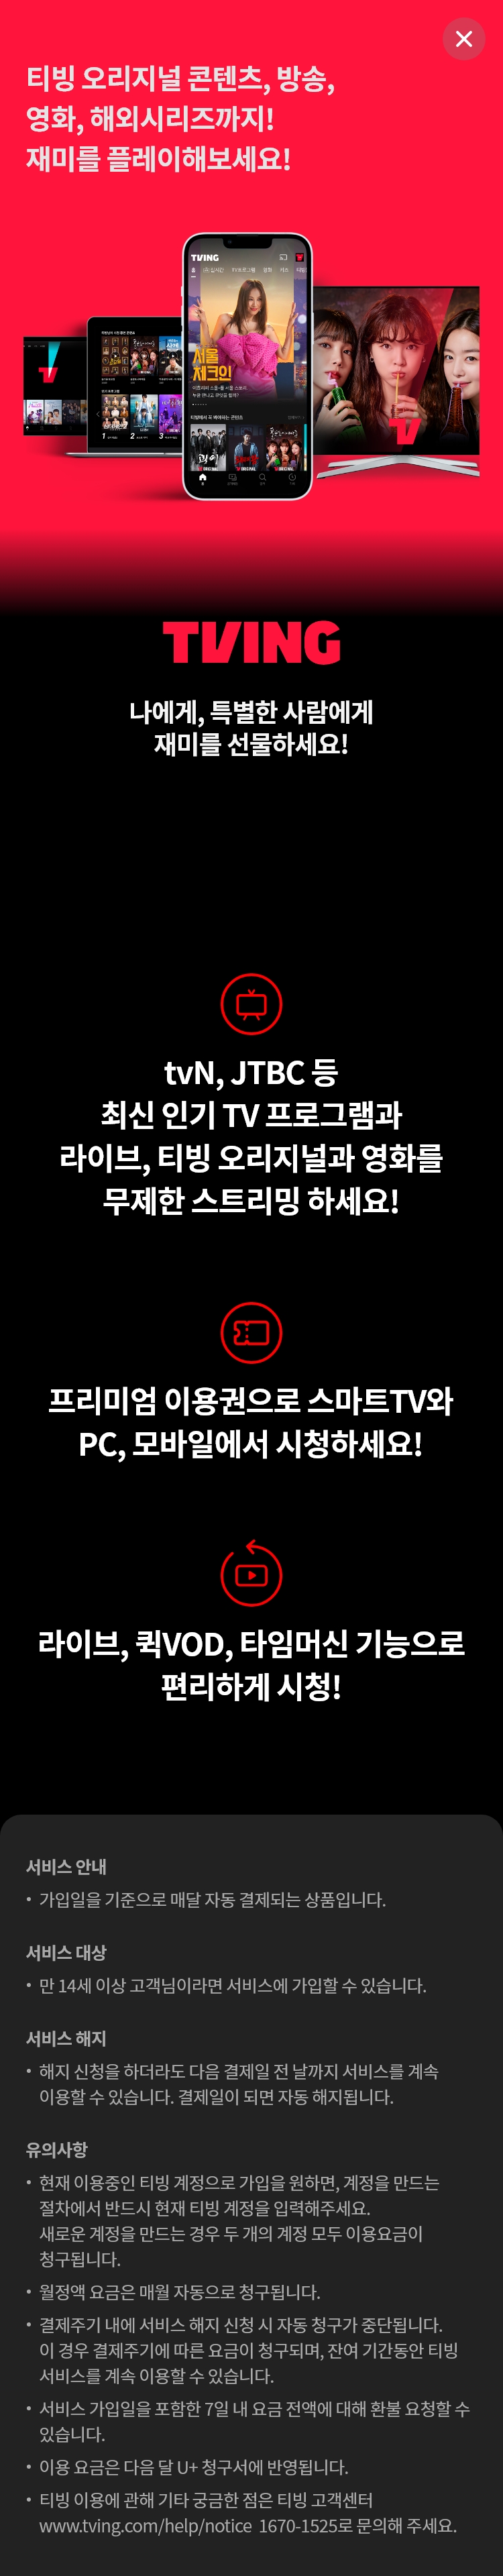 티빙 오리지널 콘텐츠, 방송,
영화, 해외시리즈까지!
재미를 플레이해보세요!
TVING
서울
체크인
1
2
3
TVING
나에게, 특별한 사람에게
재미를 선물하세요!
tvN, JTBC 등
최신 인기 TV 프로그램과
라이브, 티빙 오리지널과 영화를
무제한 스트리밍 하세요!
프리미엄 이용권으로 스마트TV와
PC, 모바일에서 시청하세요!
라이브, 퀵VOD, 타임머신 기능으로
편리하게 시청!
서비스 안내
• 가입일을 기준으로 매달 자동 결제되는 상품입니다.
서비스 대상
• 만 14세 이상 고객님이라면 서비스에 가입할 수 있습니다.
서비스 해지
• 해지 신청을 하더라도 다음 결제일 전 날까지 서비스를 계속
이용할 수 있습니다. 결제일이 되면 자동 해지됩니다.
유의사항
• 현재 이용중인 티빙 계정으로 가입을 원하면, 계정을 만드는
절차에서 반드시 현재 티빙 계정을 입력해주세요.
새로운 계정을 만드는 경우 두 개의 계정 모두 이용요금이
청구됩니다.
• 월정액 요금은 매월 자동으로 청구됩니다.
• 결제주기 내에 서비스 해지 신청 시 자동 청구가 중단됩니다.
이 경우 결제주기에 따른 요금이 청구되며, 잔여 기간동안 티빙
서비스를 계속 이용할 수 있습니다.
• 서비스 가입일을 포함한 7일 내 요금 전액에 대해 환불 요청할 수
있습니다.
• 이용 요금은 다음 달 U+ 청구서에 반영됩니다.
• 티빙 이용에 관해 기타 궁금한 점은 티빙 고객센터
www.tving.com/help/notice 1670-1525로 문의해 주세요.